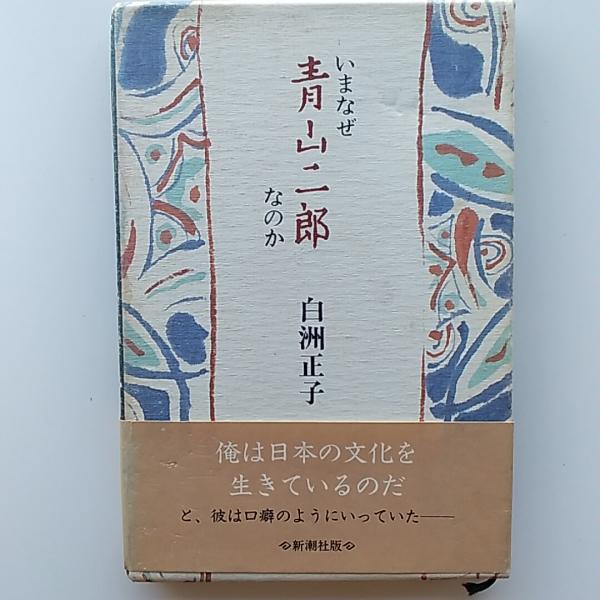 いまなぜ
青山二郎
なのか
白洲正子
俺は日本の文化を
生きているのだ
と、彼は口癖のようにいっていた――
新潮社版